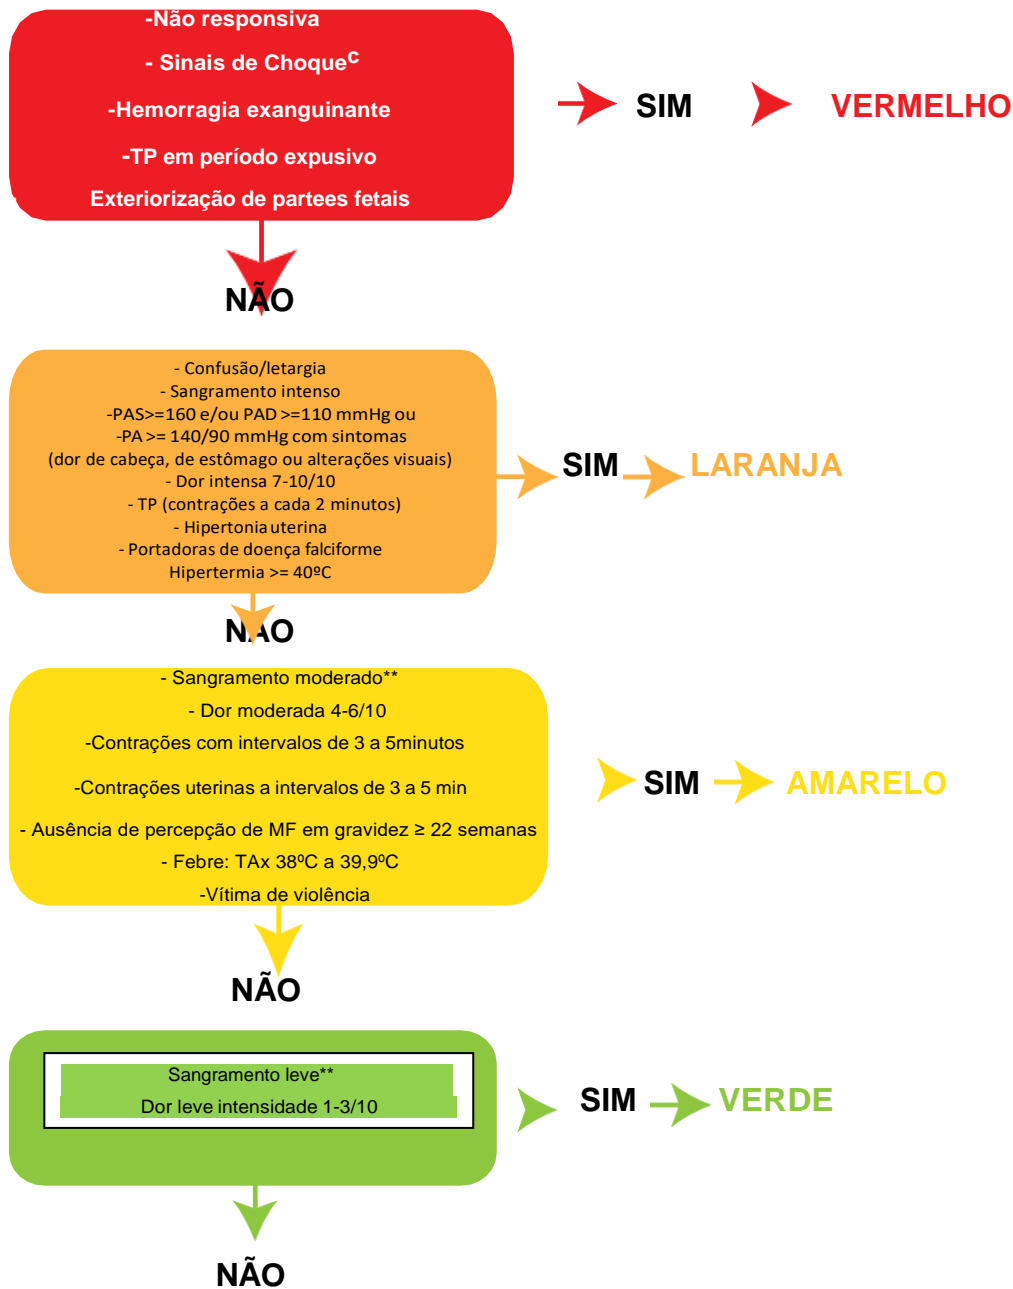 -Não responsiva
- Sinais de Choqueᶜ
-Hemorragia exanguinante
-TP em período expusivo
Exteriorização de partees fetais
SIM
VERMELHO
NÃO
- Confusão/letargia
- Sangramento intenso
-PAS>=160 e/ou PAD >=110 mmHg ou
-PA >= 140/90 mmHg com sintomas
(dor de cabeça, de estômago ou alterações visuais)
- Dor intensa 7-10/10
- TP (contrações a cada 2 minutos)
- Hipertonia uterina
- Portadoras de doença falciforme
Hipertermia >= 40ºC
SIM
LARANJA
NÃO
- Sangramento moderado**
- Dor moderada 4-6/10
-Contrações com intervalos de 3 a 5minutos
-Contrações uterinas a intervalos de 3 a 5 min
- Ausência de percepção de MF em gravidez ≥ 22 semanas
- Febre: TAx 38ºC a 39,9ºC
-Vítima de violência
SIM
AMARELO
NÃO
Sangramento leve**
Dor leve intensidade 1-3/10
SIM
VERDE
NÃO